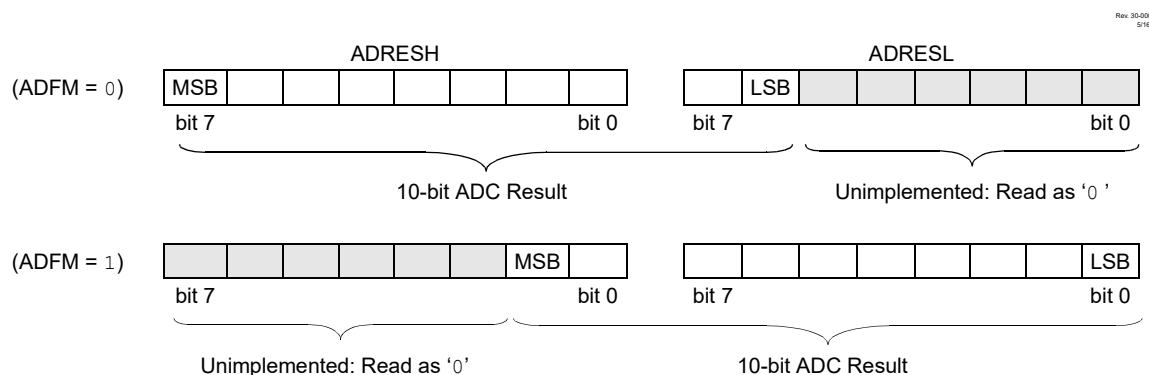 Rev. 30-00
5/16
ADRESH ADRESL
(ADFM = 0) MSB LSB
bit 7 bit 0 bit 7 bit 0
10-bit ADC Result Unimplemented: Read as ‘0 ’
(ADFM = 1) MSB LSB
bit 7 bit 0 bit 7 bit 0
Unimplemented: Read as ‘0’ 10-bit ADC Result